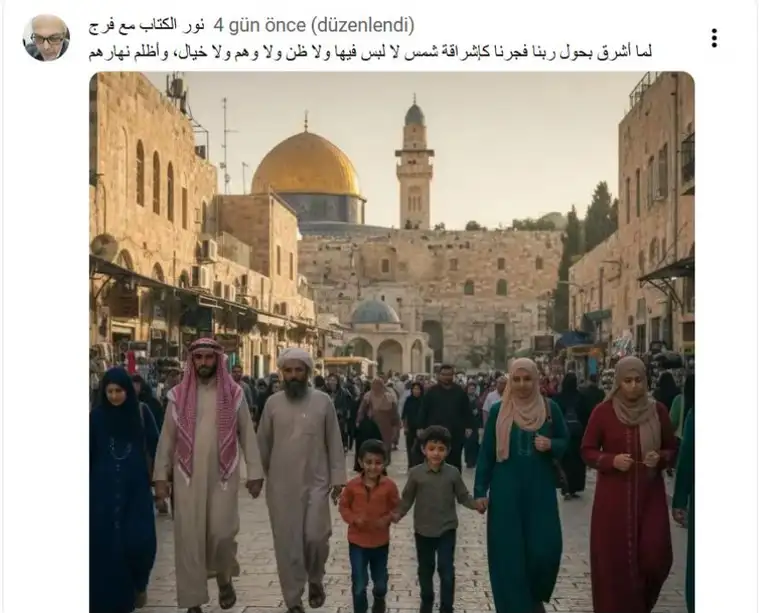 نور الكتاب مع فرج 4 gün önce (düzenlendi)
لما أشرق بحول ربنا فجرنا كإشراقة شمس لا لبس فيها ولا ظن ولا وهم ولا خيال، وأظلم نهارهم